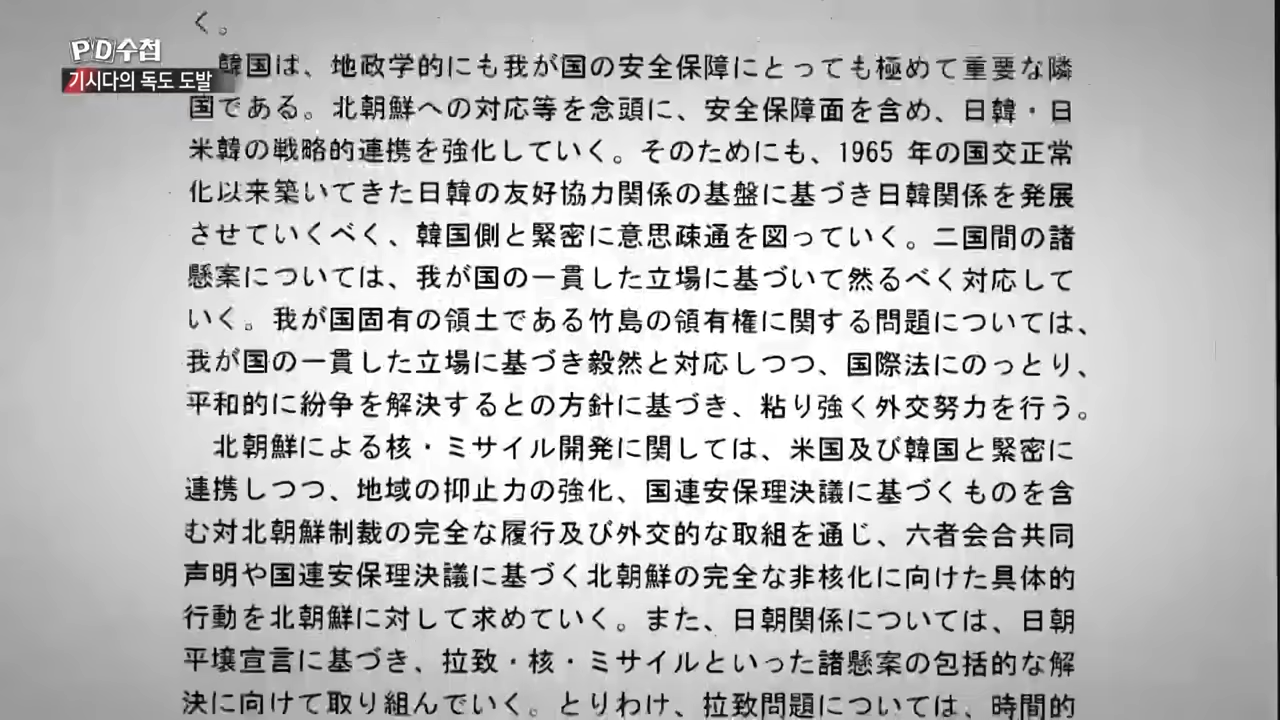 く。
PD수첩
기시다의 독도 도발
韓国は、地政学的にも我が国の安全保障にとっても極めて重要な隣
国である。北朝鮮への対応等を念頭に、安全保障面を含め、日韓・日
米韓の戦略的連携を強化していく。そのためにも、1965 年の国交正常
化以来築いてきた日韓の友好協力関係の基盤に基づき日韓関係を発展
させていくべく、韓国側と緊密に意思疎通を図っていく。二国間の諸
懸案については、我が国の一貫した立場に基づいて然るべく対応して
いく。我が国固有の領土である竹島の領有権に関する問題については、
我が国の一貫した立場に基づき毅然と対応しつつ、国際法にのっとり、
平和的に紛争を解決するとの方針に基づき、粘り強く外交努力を行う。
北朝鮮による核・ミサイル開発に関しては、米国及び韓国と緊密に
連携しつつ、地域の抑止力の強化、国連安保理決議に基づくものを含
む対北朝鮮制裁の完全な履行及び外交的な取組を通じ、六者会合共同
声明や国連安保理決議に基づく北朝鮮の完全な非核化に向けた具体的
行動を北朝鮮に対して求めていく。また、日朝関係については、日朝
平壌宣言に基づき、拉致・核・ミサイルといった諸懸案の包括的な解
決に向けて取り組んでいく。とりわけ、拉致問題については、時間的